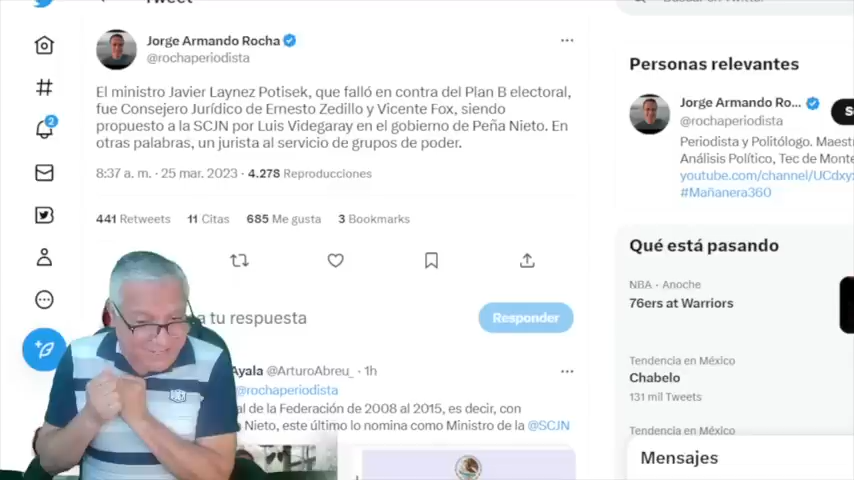 Tweet
Jorge Armando Rocha
@rochaperiodista
El ministro Javier Laynez Potisek, que falló en contra del Plan B electoral,
fue Consejero Jurídico de Ernesto Zedillo y Vicente Fox, siendo
propuesto a la SCJN por Luis Videgaray en el gobierno de Peña Nieto. En
otras palabras, un jurista al servicio de grupos de poder.
8:37 a. m. · 25 mar. 2023 · 4.278 Reproducciones
441 Retweets 11 Citas 685 Me gusta 3 Bookmarks
a tu respuesta
Responder
Ayala @ArturoAbreu_ · 1h
@rochaperiodista
al de la Federación de 2008 al 2015, es decir, con
Nieto, este último lo nomina como Ministro de la @SCJN
2
Personas relevantes
Jorge Armando Ro...
@rochaperiodista
Periodista y Politólogo. Maest
Análisis Político, Tec de Monte
youtube.com/channel/UCdxy
#Mañanera360
Qué está pasando
NBA · Anoche
76ers at Warriors
Tendencia en México
Chabelo
131 mil Tweets
Tendencia en México
Mensajes